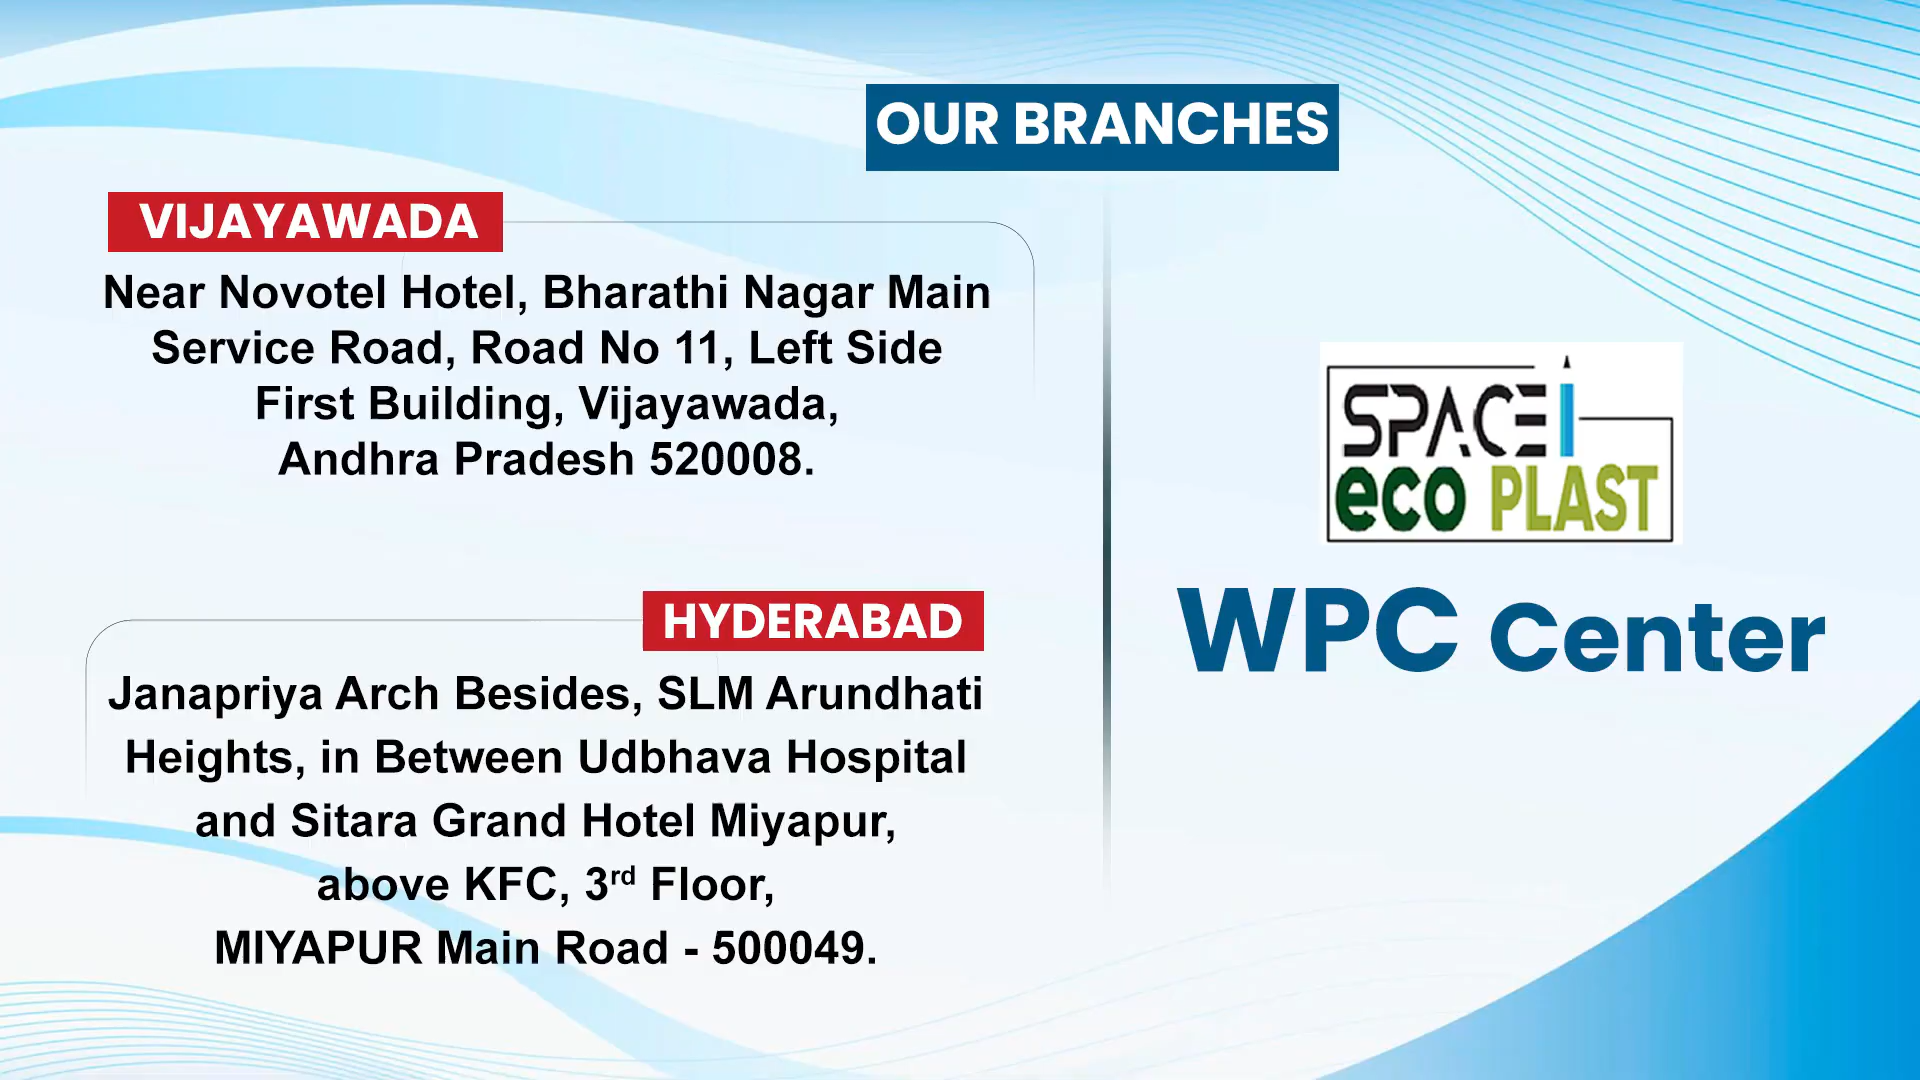 OUR BRANCHES
VIJAYAWADA
Near Novotel Hotel, Bharathi Nagar Main
Service Road, Road No 11, Left Side
First Building, Vijayawada,
Andhra Pradesh 520008.
HYDERABAD
Janapriya Arch Besides, SLM Arundhati
Heights, in Between Udbhava Hospital
and Sitara Grand Hotel Miyapur,
above KFC, 3rd Floor,
MIYAPUR Main Road - 500049.
SPACE i
eco PLAST
WPC Center